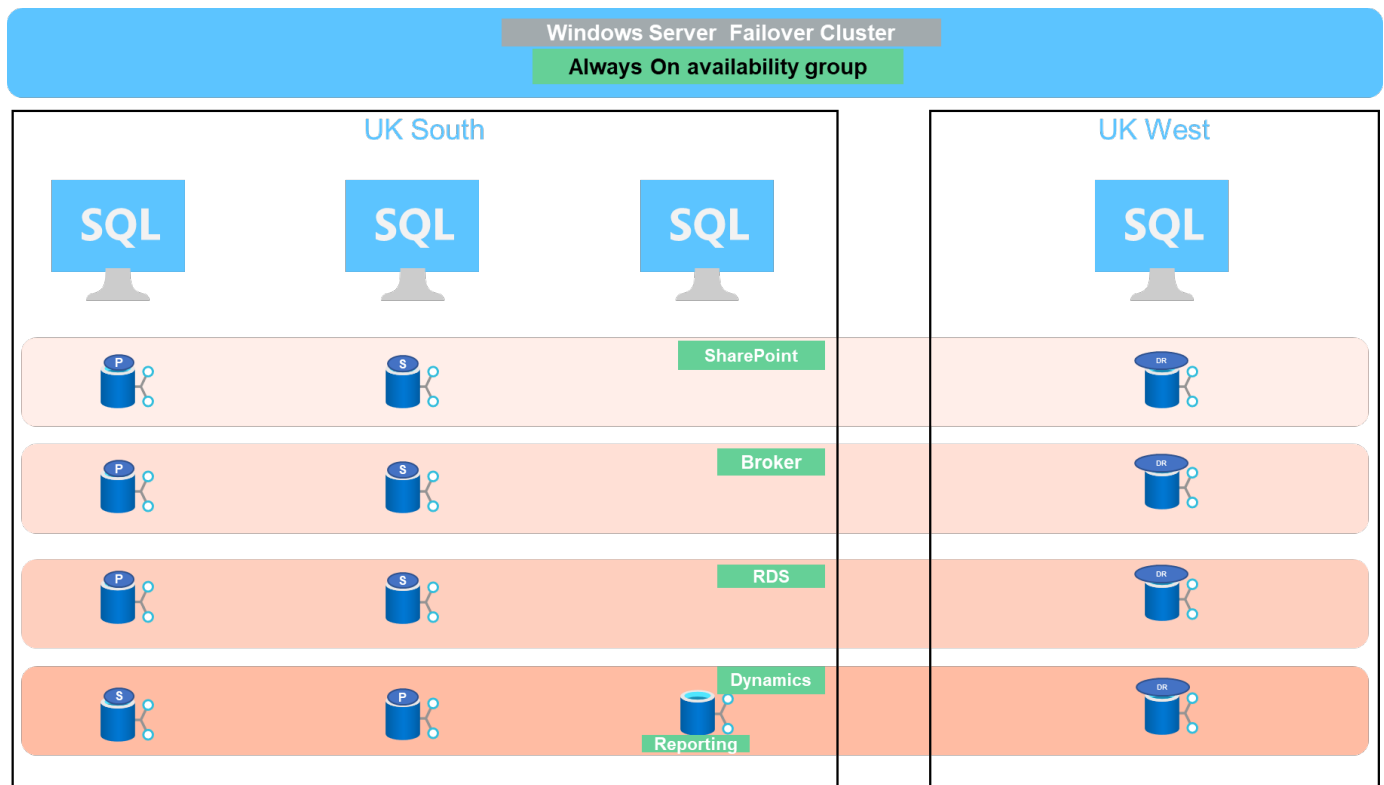 Windows Server Failover Cluster
Always On availability group
UK South
UK West
SQL
SQL
SQL
SQL
SharePoint
P
S
DR
Broker
P
S
DR
RDS
P
S
DR
Dynamics
S
P
DR
Reporting